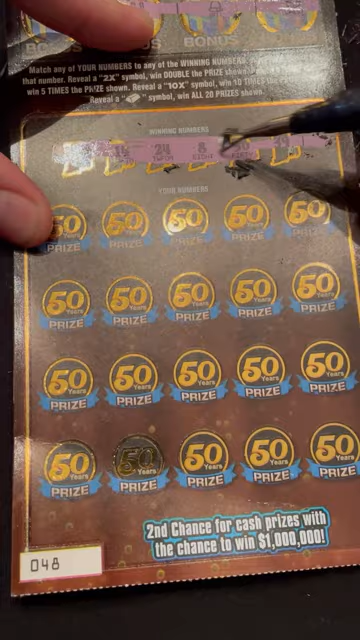 BONUS
Match any of YOUR NUMBERS to any of the WINNING NUMBERS,
that number. Reveal a "2X" symbol, win DOUBLE the PRIZE shown.
win 5 TIMES the PRIZE shown. Reveal a "10X" symbol, win 10 TIMES the
Reveal a symbol, win ALL 20 PRIZES shown.
WINNING NUMBERS
24 8 30
YOUR NUMBERS
50 50 50 50 50
PRIZE PRIZE PRIZE PRIZE PRIZE
50 Years 50 Years 50 Years 50 Years 50 Years
PRIZE PRIZE PRIZE PRIZE PRIZE
50 Years 50 Years 50 Years 50 Years 50 Years
PRIZE PRIZE PRIZE PRIZE PRIZE
50 Years 50 Years 50 Years 50 Years 50 Years
PRIZE PRIZE PRIZE PRIZE PRIZE
2nd Chance for cash prizes with
the chance to win $1,000,000!
048